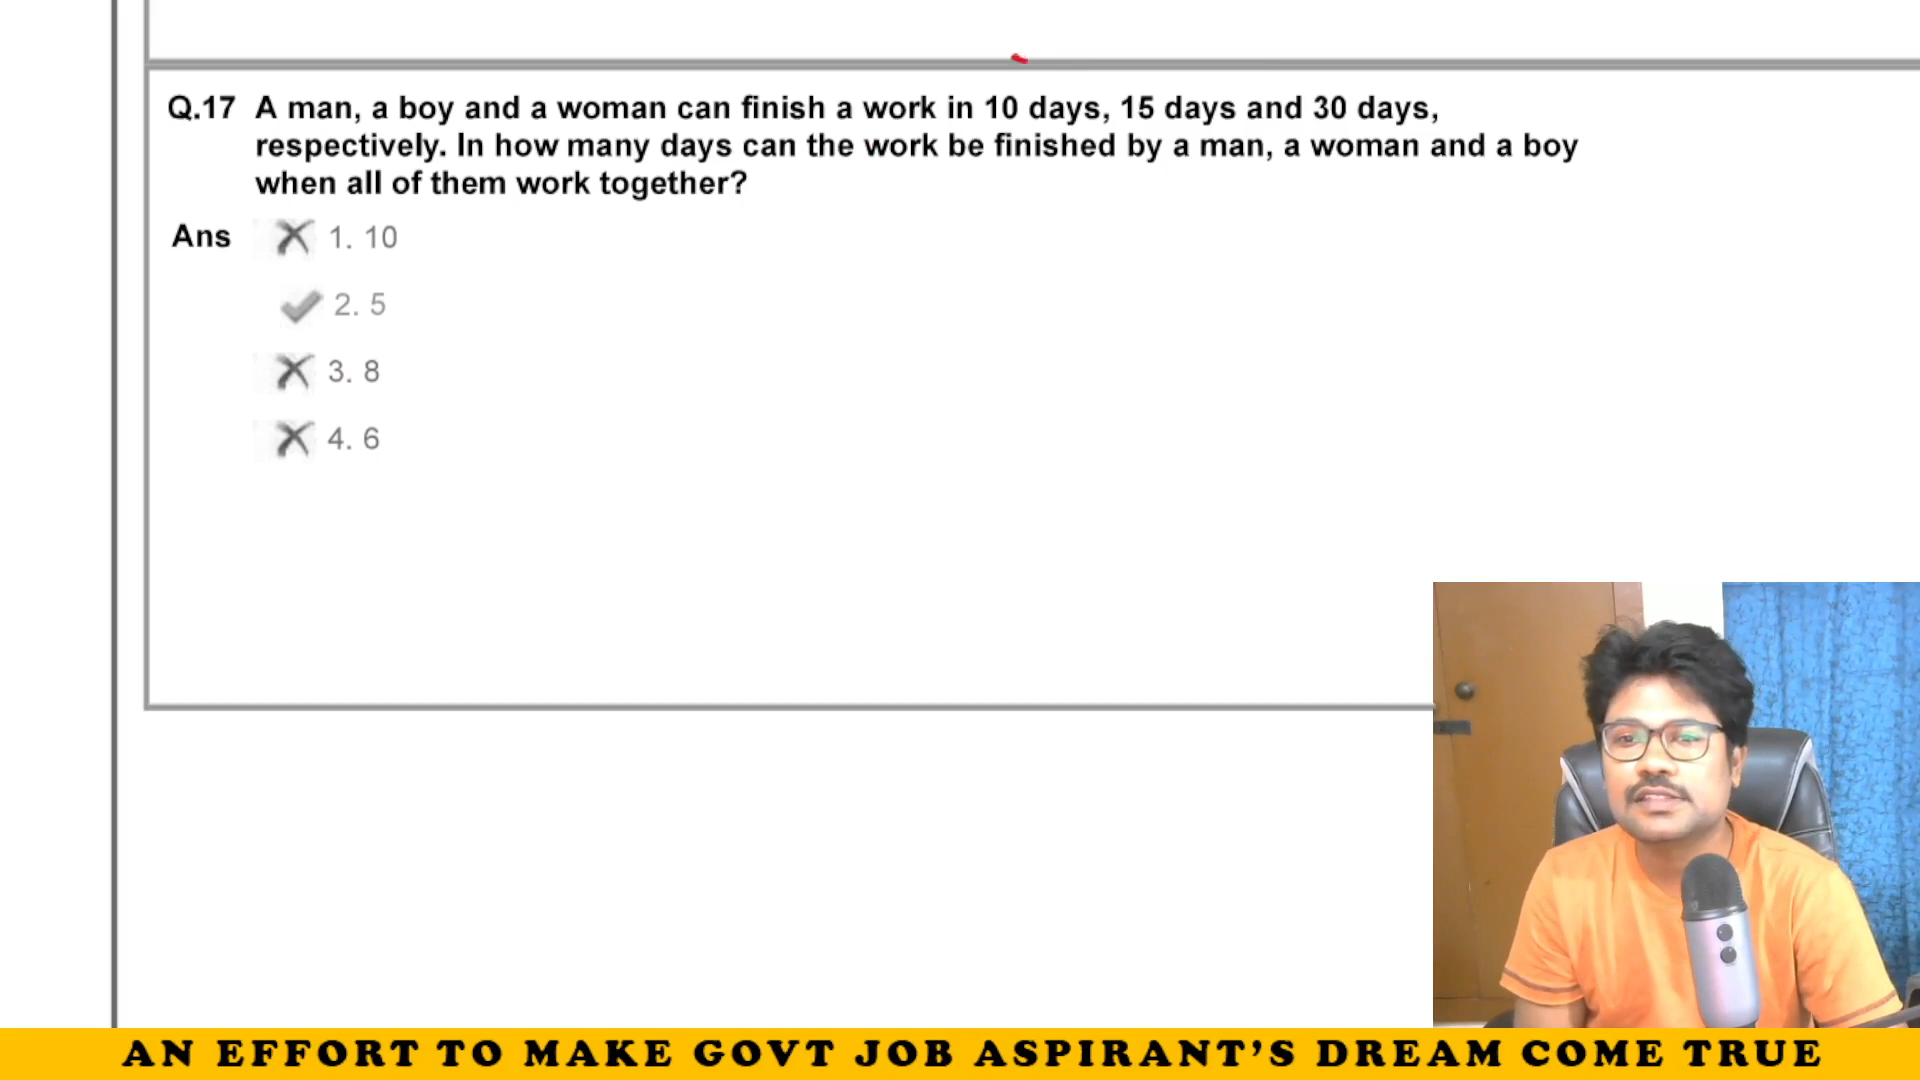 Q.17 A man, a boy and a woman can finish a work in 10 days, 15 days and 30 days,
respectively. In how many days can the work be finished by a man, a woman and a boy
when all of them work together?
Ans 1. 10
2. 5
3. 8
4. 6
AN EFFORT TO MAKE GOVT JOB ASPIRANT'S DREAM COME TRUE